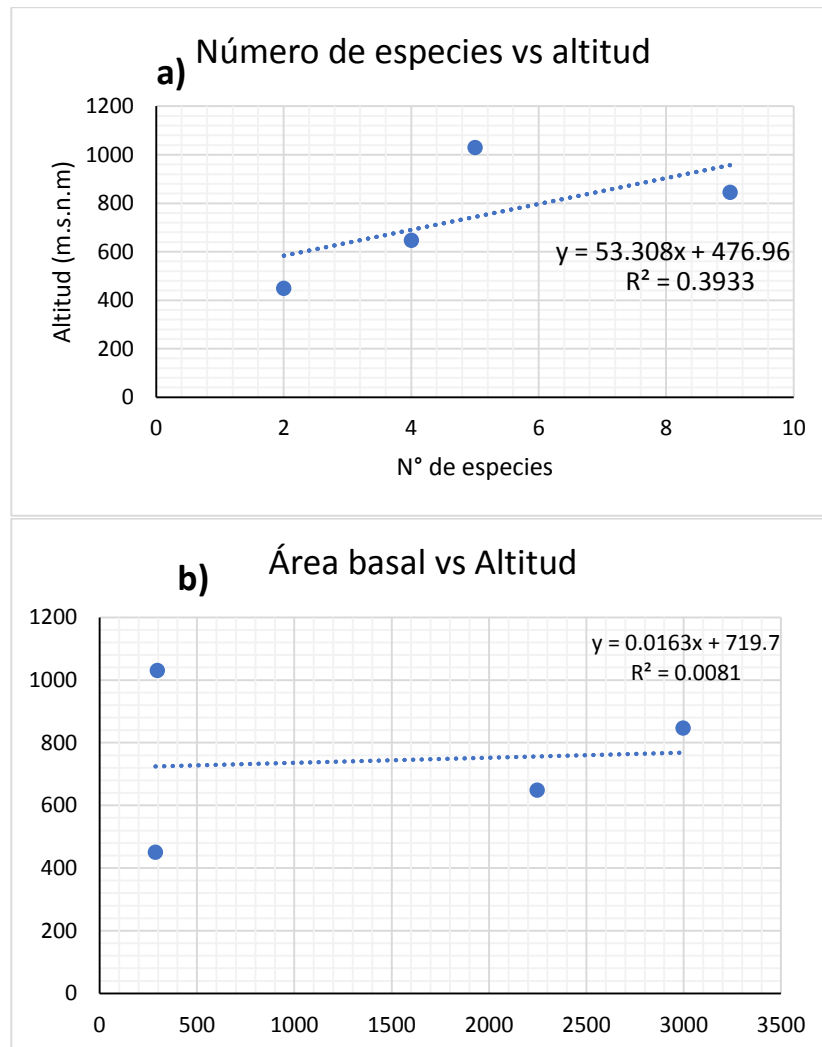 Número de especies vs altitud
a)
1200
1000
800
600
400
200
0
Altitud (m.s.n.m)
y = 53.308x + 476.96
R² = 0.3933
0 2 4 6 8 10
N° de especies
Área basal vs Altitud
b)
1200
1000
800
600
400
200
0
y = 0.0163x + 719.7
R² = 0.0081
0 500 1000 1500 2000 2500 3000 3500